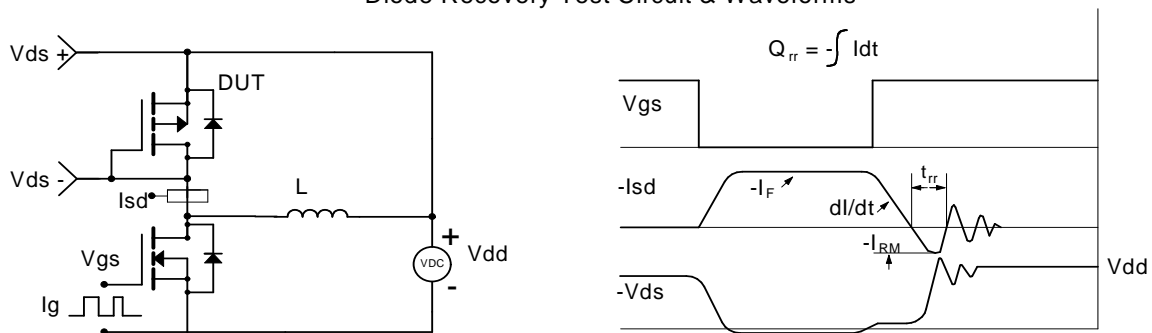 Diode Recovery Test Circuit & Waveforms
Vds +
DUT
Vds -
Isd
L
Vgs
Ig
VDC
+
-
Vdd
Q rr = - ∫ Idt
Vgs
-Isd
-I F
dI/dt
t rr
-I RM
Vdd
-Vds